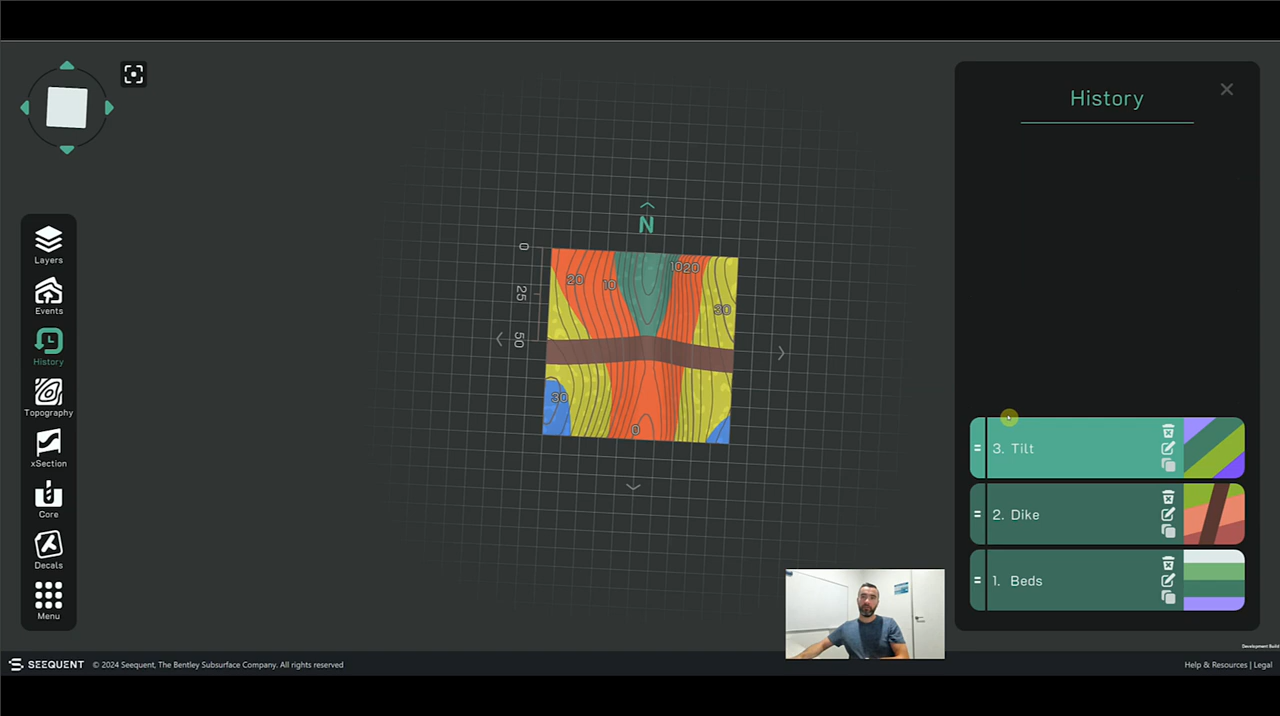 History
N
0
25
50
20
10
1020
30
30
0
Layers
Events
History
Topography
xSection
Core
Decals
Menu
3. Tilt
2. Dike
1. Beds
Development Build
SEEQUENT © 2024 Seequent, The Bentley Subsurface Company. All rights reserved
Help & Resources | Legal